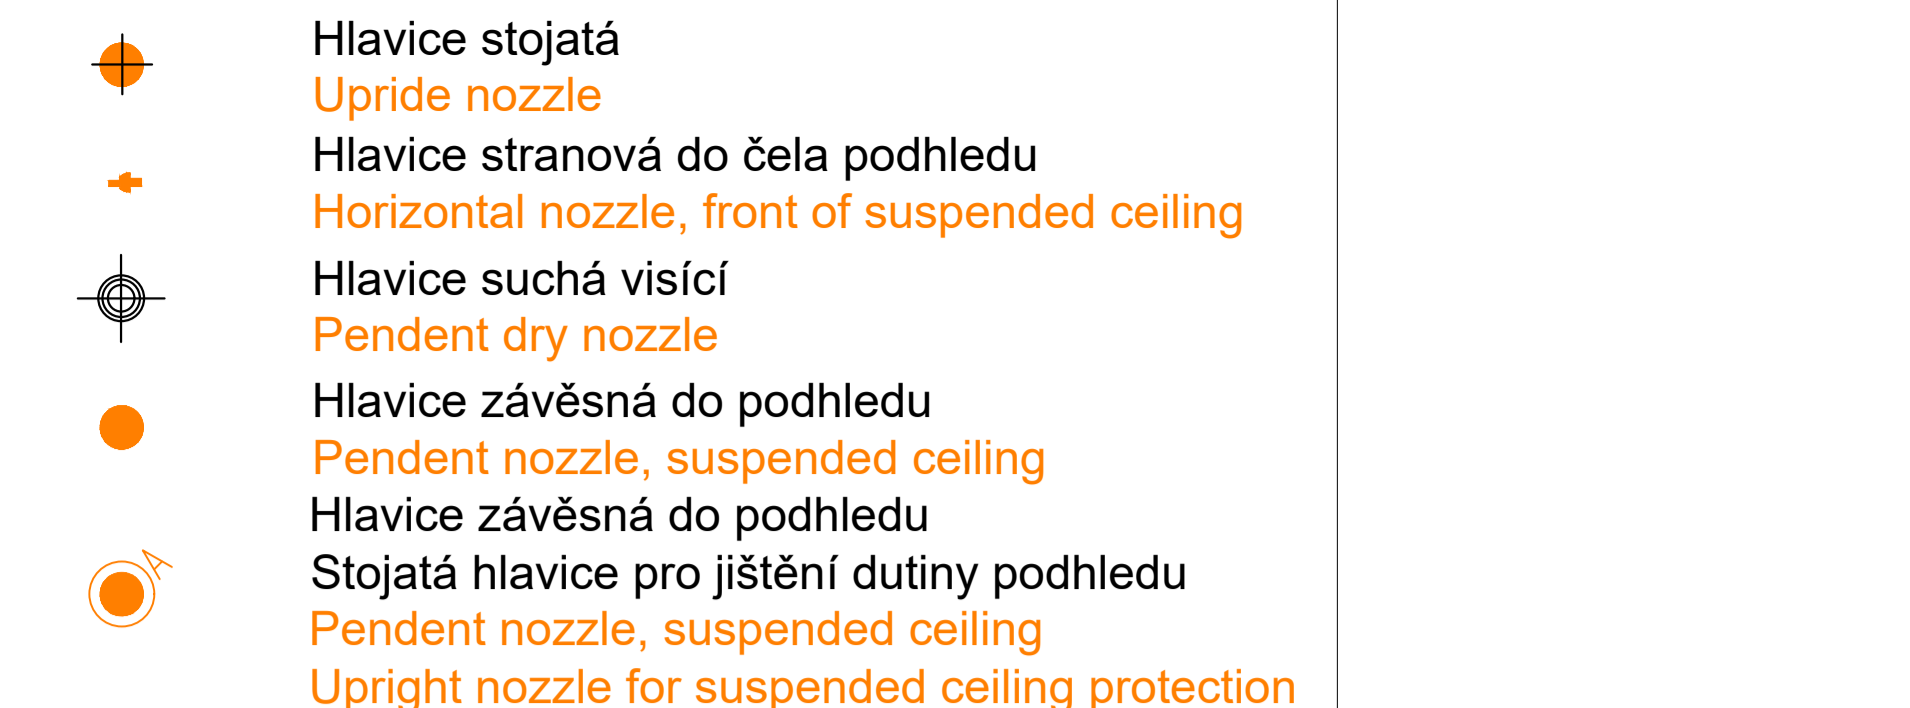 Hlavice stojatá
Upride nozzle
Hlavice stranová do čela podhledu
Horizontal nozzle, front of suspended ceiling
Hlavice suchá visící
Pendent dry nozzle
Hlavice závěsná do podhledu
Pendent nozzle, suspended ceiling
Hlavice závěsná do podhledu
A
Stojatá hlavice pro jištění dutiny podhledu
Pendent nozzle, suspended ceiling
Upright nozzle for suspended ceiling protection